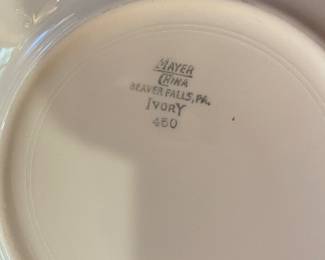 MAYER
CHINA
BEAVER FALLS, PA.
IVORY
450